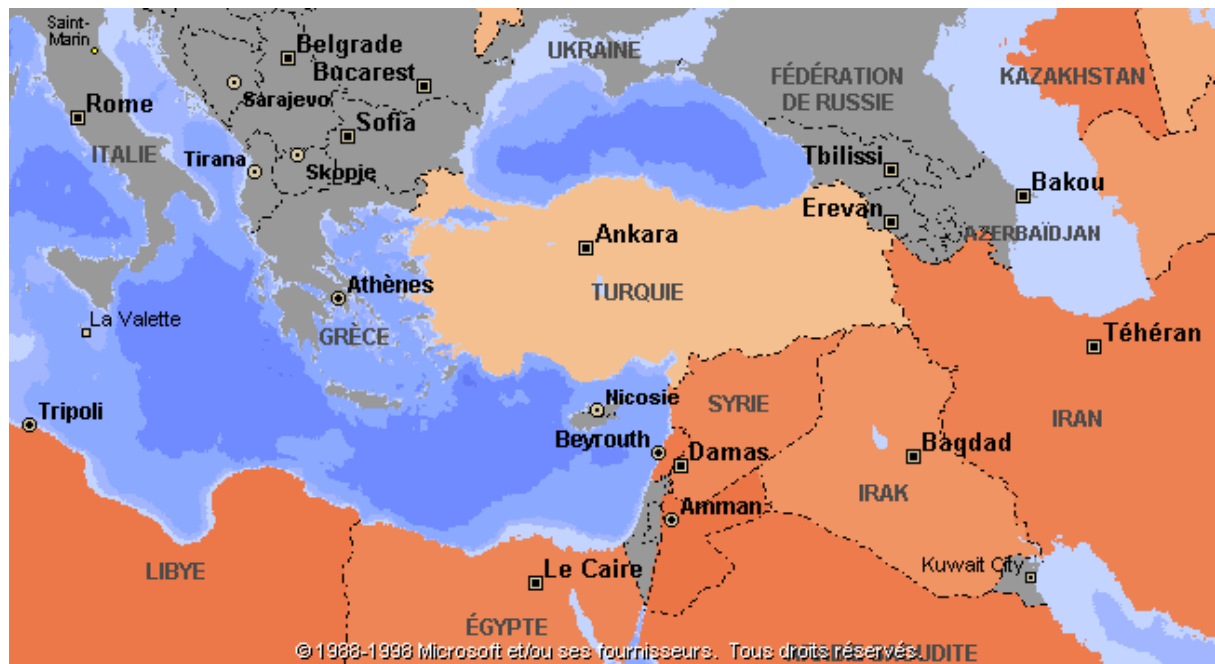 Saint-
Marin
Belgrade
UKRAINE
Bucarest
FÉDÉRATION
DE RUSSIE
KAZAKHSTAN
Sarajevo
Rome
Sofia
ITALIE
Tirana
Skopje
Tbilissi
Bakou
Erevan
AZERBAÏDJAN
Ankara
Athènes
TURQUIE
La Valette
GRÈCE
Téhéran
Nicosie
SYRIE
Tripoli
IRAN
Beyrouth
Damas
Bagdad
IRAK
Amman
LIBYE
Le Caire
Kuwait City
ÉGYPTE
© 1988-1998 Microsoft et/ou ses fournisseurs. Tous droits réservés.
SAOUDITE